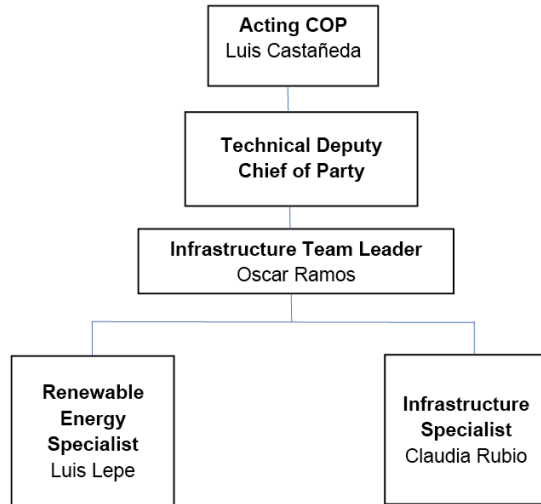 Acting COP
Luis Castañeda
Technical Deputy
Chief of Party
Infrastructure Team Leader
Oscar Ramos
Renewable
Energy
Specialist
Luis Lepe
Infrastructure
Specialist
Claudia Rubio